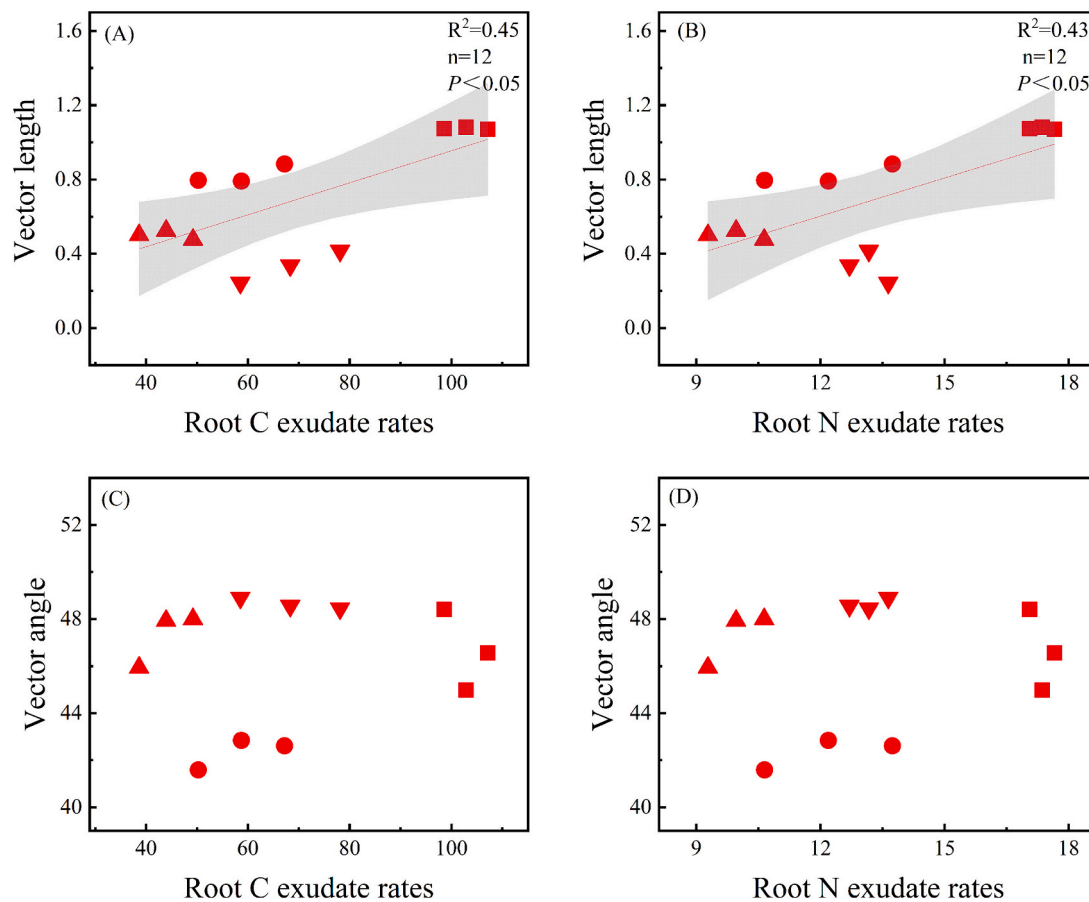 (A)
R²=0.45
n=12
P<0.05
1.6
1.2
0.8
0.4
0.0
Vector length
40 60 80 100
Root C exudate rates
(B)
R²=0.43
n=12
P<0.05
1.6
1.2
0.8
0.4
0.0
Vector length
9 12 15 18
Root N exudate rates
(C)
52
48
44
40
Vector angle
40 60 80 100
Root C exudate rates
(D)
52
48
44
40
Vector angle
9 12 15 18
Root N exudate rates